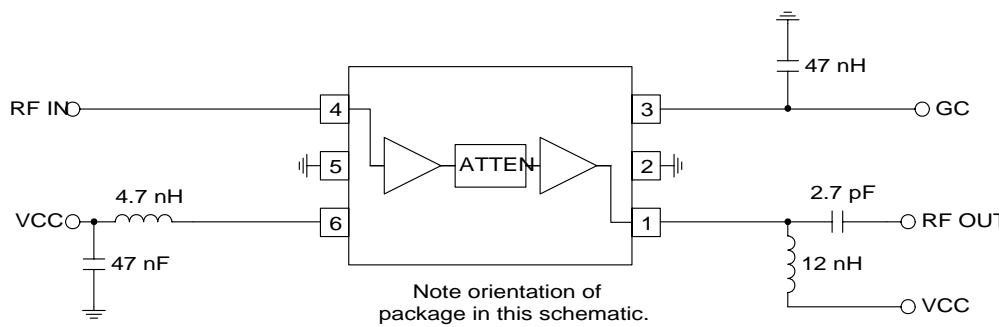 47 nH
RF IN
4
3
GC
5
ATTEN
2
4.7 nH
2.7 pF
VCC
6
1
RF OUT
47 nF
12 nH
VCC
Note orientation of
package in this schematic.